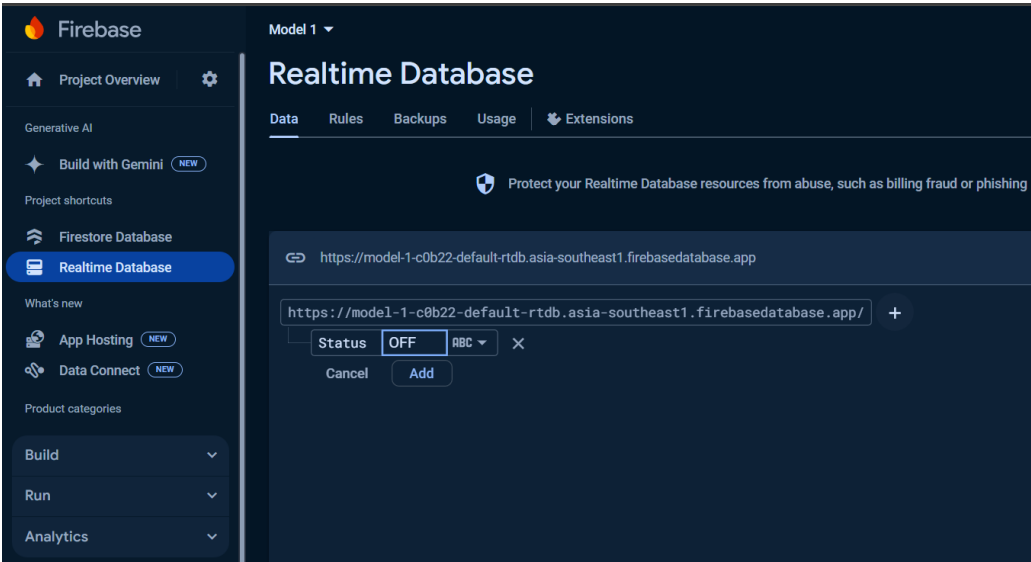 Firebase
Project Overview
Generative AI
Build with Gemini NEW
Project shortcuts
Firestore Database
Realtime Database
What's new
App Hosting NEW
Data Connect NEW
Product categories
Build
Run
Analytics
Model 1
Realtime Database
Data Rules Backups Usage Extensions
Protect your Realtime Database resources from abuse, such as billing fraud or phishing
https://model-1-c0b22-default-rtdb.asia-southeast1.firebasedatabase.app
https://model-1-c0b22-default-rtdb.asia-southeast1.firebasedatabase.app/ +
Status OFF ABC
Cancel Add